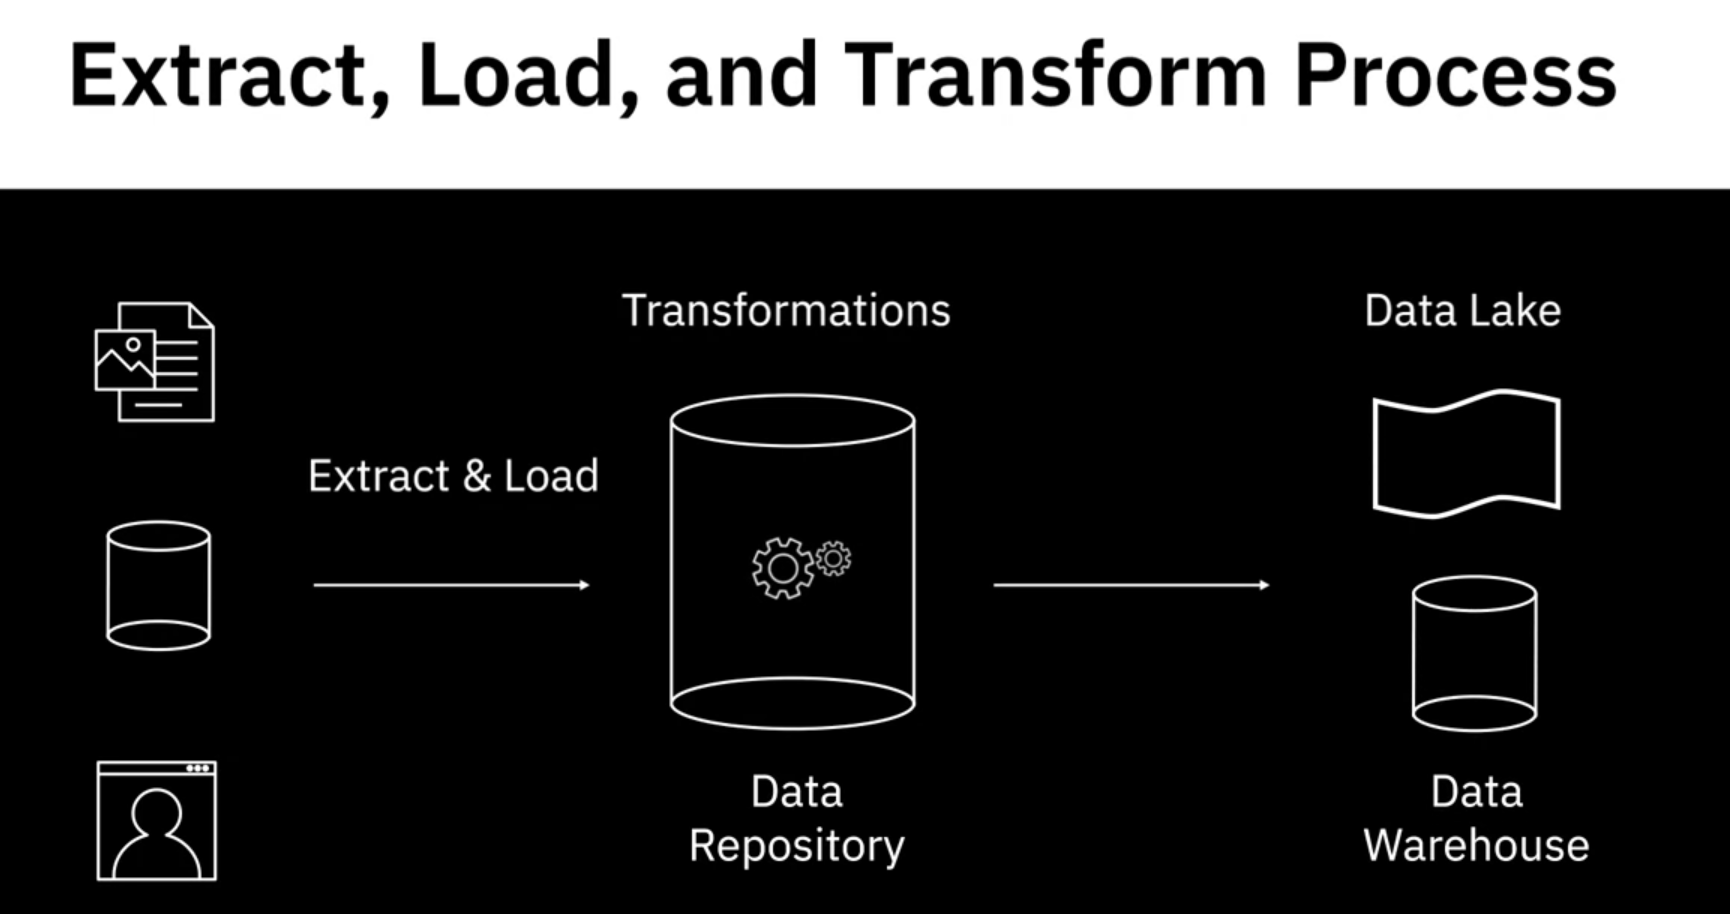 Extract, Load, and Transform Process
Transformations
Data Lake
Extract & Load
Data
Repository
Data
Warehouse